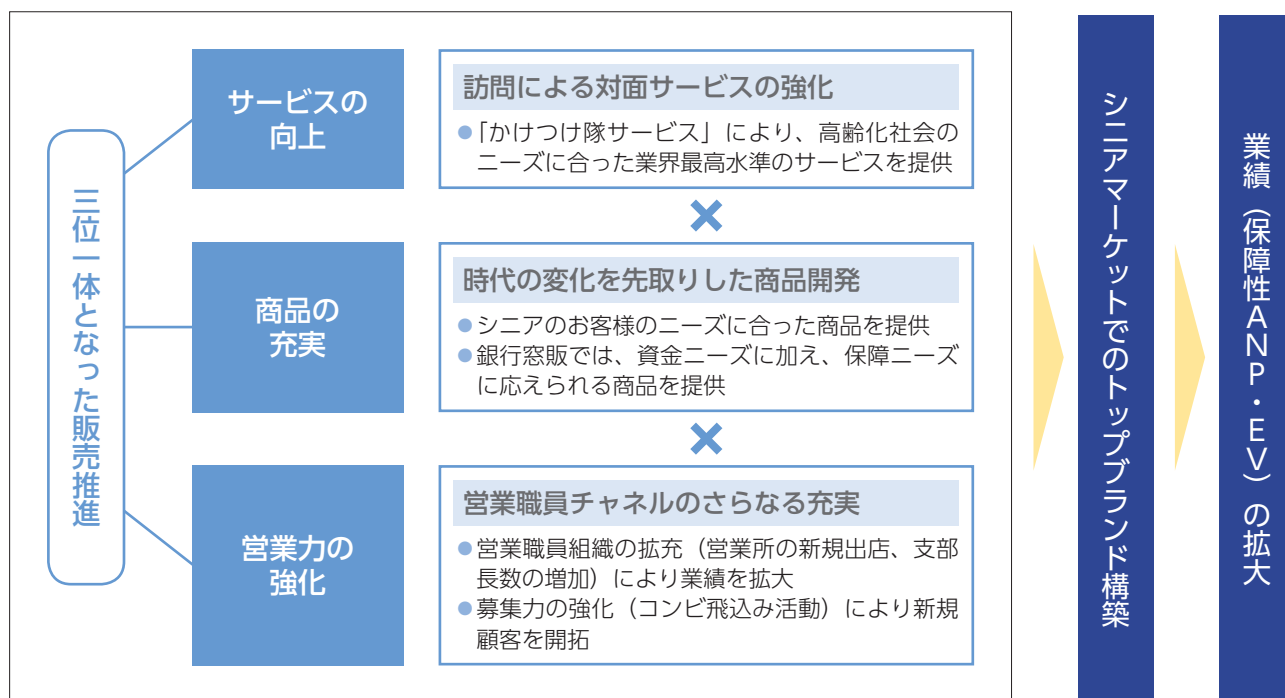 三位一体となった販売推進
サービスの
向上
訪問による対面サービスの強化
●「かけつけ隊サービス」により、高齢化社会の
ニーズに合った業界最高水準のサービスを提供
×
商品の
充実
時代の変化を先取りした商品開発
●シニアのお客様のニーズに合った商品を提供
●銀行窓販では、資金ニーズに加え、保障ニーズ
に応えられる商品を提供
×
営業力の
強化
営業職員チャネルのさらなる充実
●営業職員組織の拡充（営業所の新規出店、支部
長数の増加）により業績を拡大
●募集力の強化（コンビ飛込み活動）により新規
顧客を開拓
シニアマーケットでのトップブランド構築
業績（保障性ANP・EV）の拡大